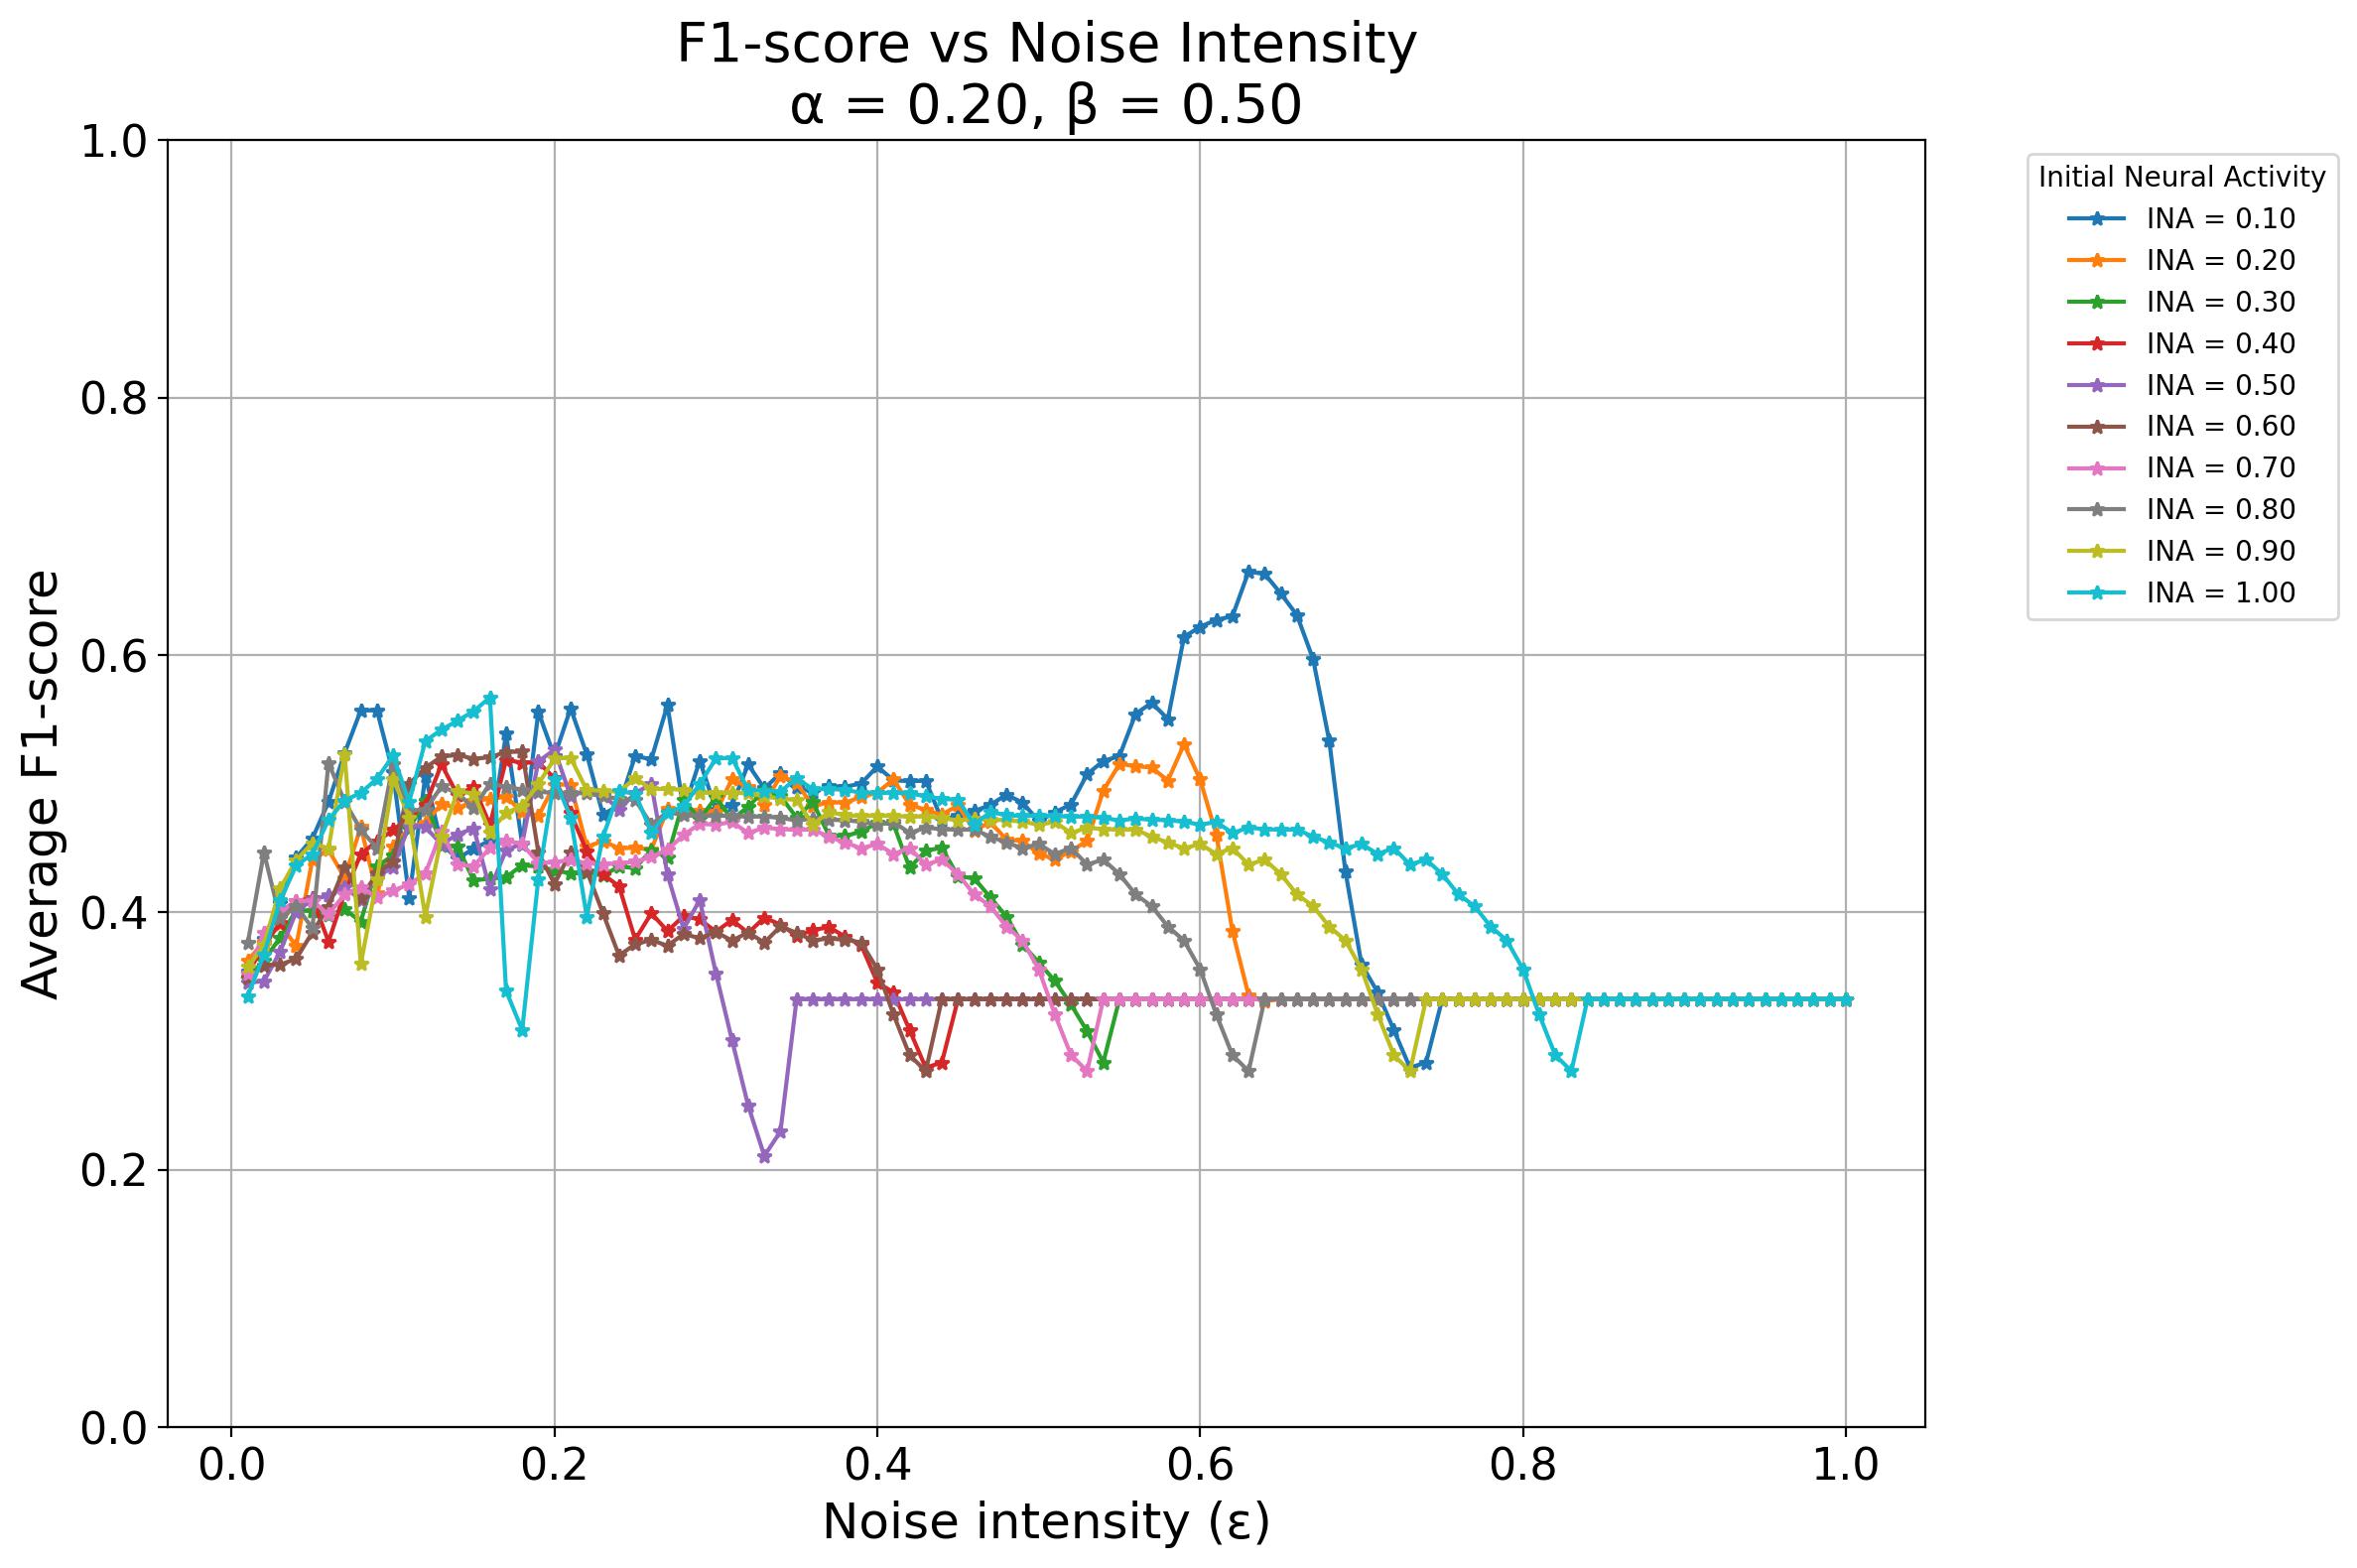 F1-score vs Noise Intensity
α = 0.20, β = 0.50
Average F1-score
1.0
0.8
0.6
0.4
0.2
0.0
0.0 0.2 0.4 0.6 0.8 1.0
Noise intensity (ε)
Initial Neural Activity
INA = 0.10
INA = 0.20
INA = 0.30
INA = 0.40
INA = 0.50
INA = 0.60
INA = 0.70
INA = 0.80
INA = 0.90
INA = 1.00